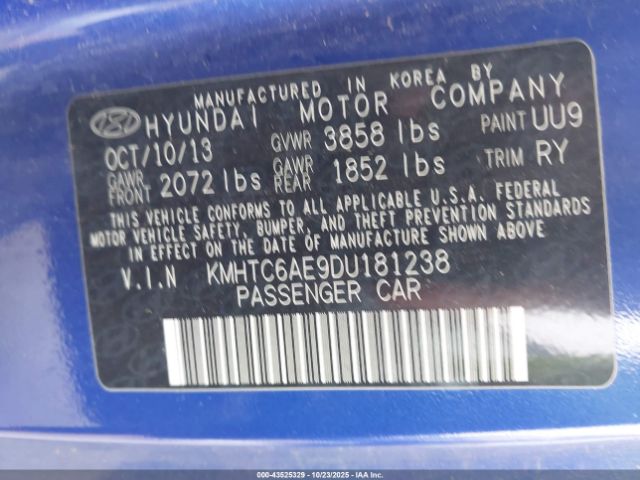 MANUFACTURED IN KOREA BY
HYUNDAI MOTOR COMPANY
OCT/10/13 GVWR 3858 lbs PAINT UU9
GAWR FRONT 2072 lbs GAWR REAR 1852 lbs TRIM RY
THIS VEHICLE CONFORMS TO ALL APPLICABLE U.S.A. FEDERAL
MOTOR VEHICLE SAFETY, BUMPER, AND THEFT PREVENTION STANDARDS
IN EFFECT ON THE DATE OF MANUFACTURE SHOWN ABOVE.
V.I.N KMHTC6AE9DU181238
PASSENGER CAR
000-43525329 | 10/23/2025 | IAAI.COM